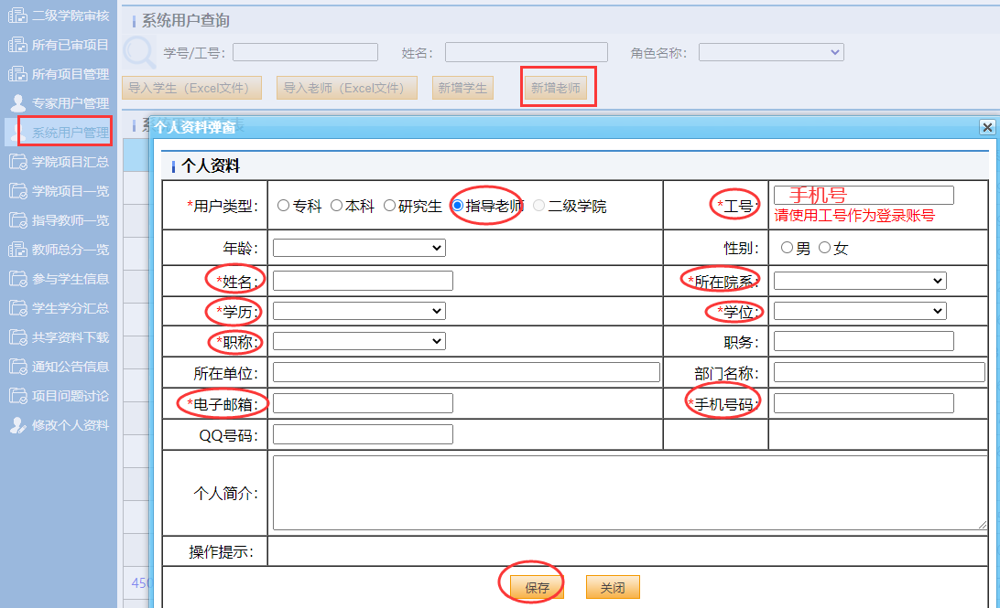 二级学院审核
所有已审项目
所有项目管理
专家用户管理
系统用户管理
学院项目汇总
学院项目一览
指导教师一览
教师总分一览
参与学生信息
学生学分汇总
共享资料下载
通知公告信息
项目问题讨论
修改个人资料
系统用户查询
学号/工号： 姓名： 角色名称：
导入学生（Excel文件） 导入老师（Excel文件） 新增学生 新增老师
个人资料弹窗
个人资料
*用户类型： 专科 本科 研究生 指导老师 二级学院 *工号： 手机号
请使用工号作为登录账号
年龄： 性别： 男 女
*姓名： *所在院系：
*学历： *学位：
*职称： 职务：
所在单位： 部门名称：
*电子邮箱： *手机号码：
QQ号码：
个人简介：
操作提示：
450
保存 关闭